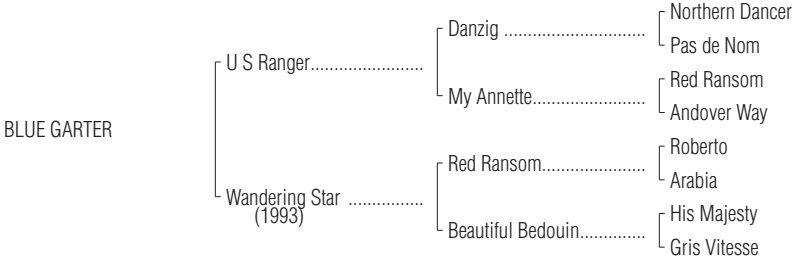 Northern Dancer
Danzig ..............................
Pas de Nom
U S Ranger........................
Red Ransom
My Annette........................
Andover Way
BLUE GARTER
Roberto
Red Ransom......................
Arabia
Wandering Star ................
(1993)
His Majesty
Beautiful Bedouin..............
Gris Vitesse